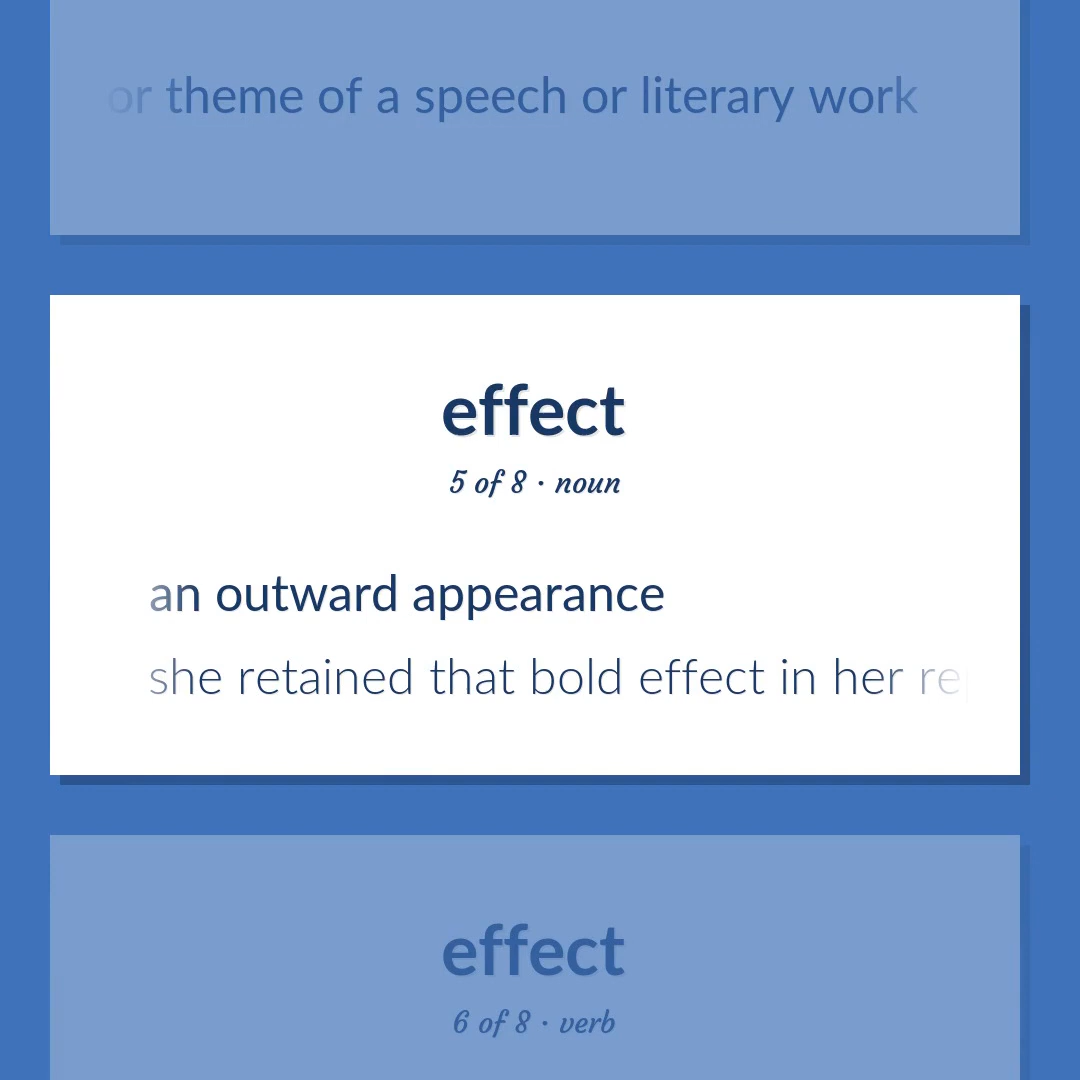 or theme of a speech or literary work
effect
5 of 8 · noun
an outward appearance
she retained that bold effect in her
effect
6 of 8 · verb